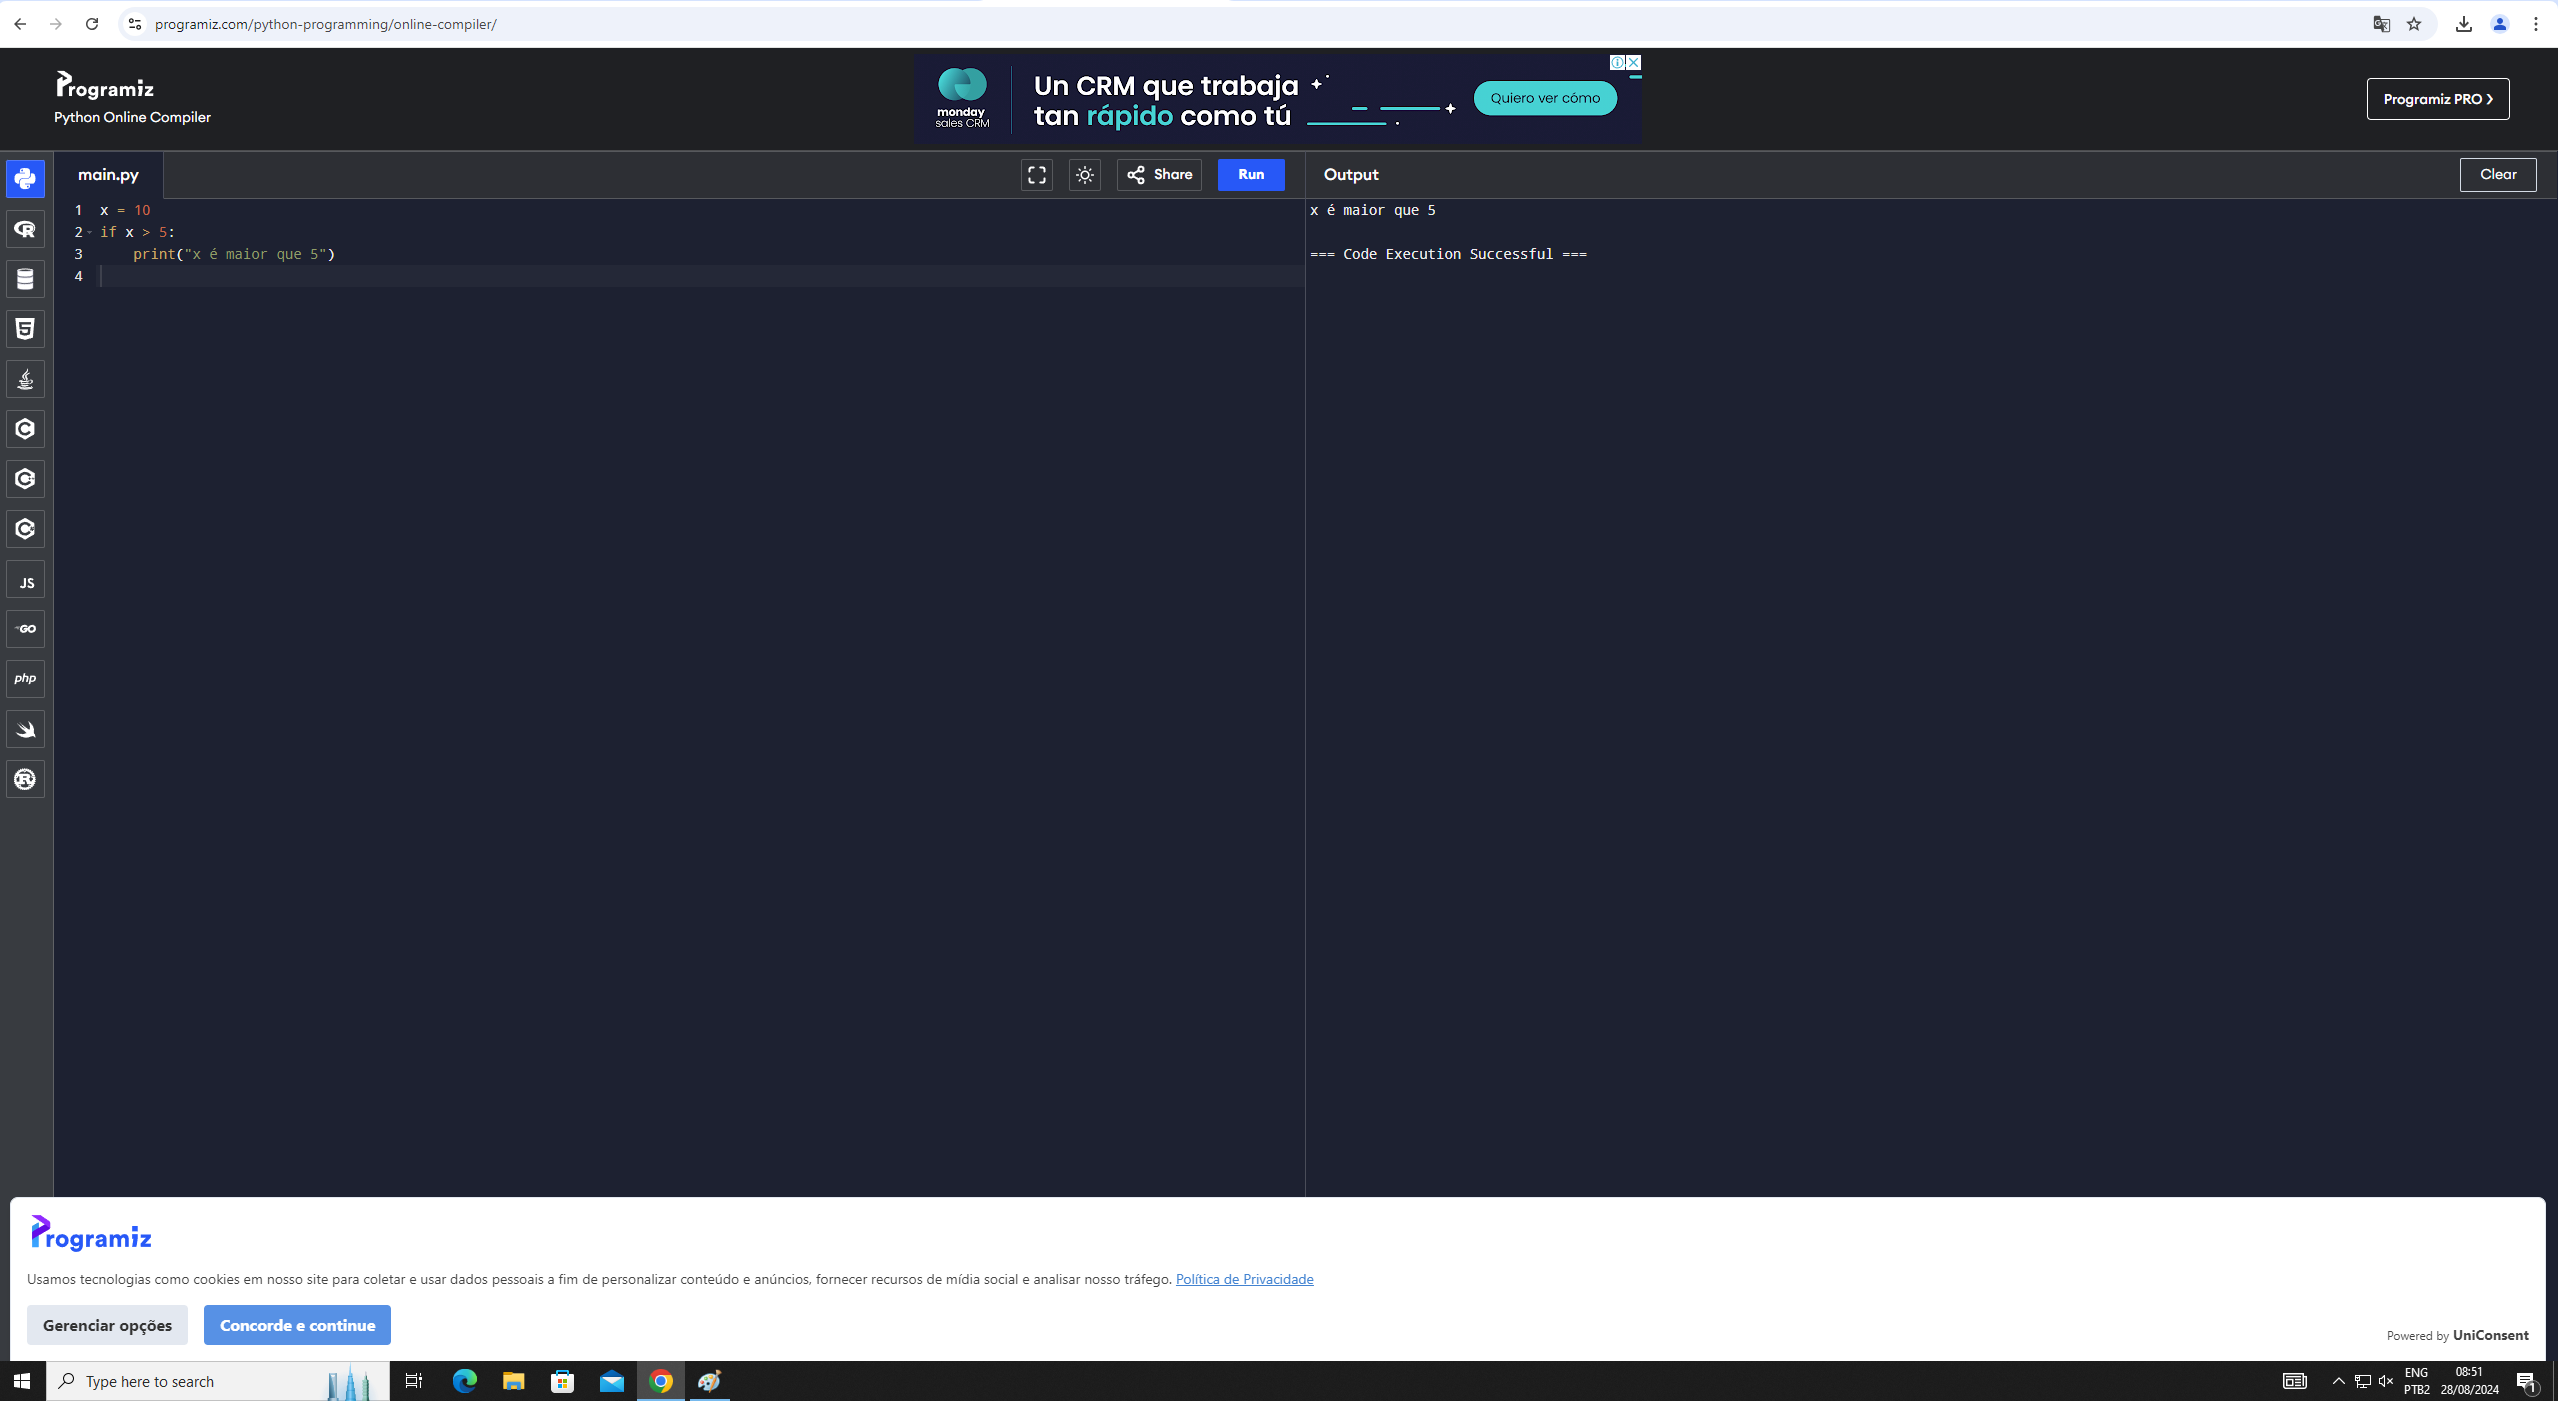 programiz.com/python-programming/online-compiler/
Programiz
Python Online Compiler
monday
sales CRM
Un CRM que trabaja
tan rápido como tú
Quiero ver cómo
Programiz PRO ❯
main.py
Share
Run
Output
Clear
1 x = 10
2 if x > 5:
3     print("x é maior que 5")
4
x é maior que 5
=== Code Execution Successful ===
JS
GO
php
Programiz
Usamos tecnologias como cookies em nosso site para coletar e usar dados pessoais a fim de personalizar conteúdo e anúncios, fornecer recursos de mídia social e analisar nosso tráfego. Política de Privacidade
Gerenciar opções
Concorde e continue
Powered by UniConsent
Type here to search
ENG
PTB2
08:51
28/08/2024
1